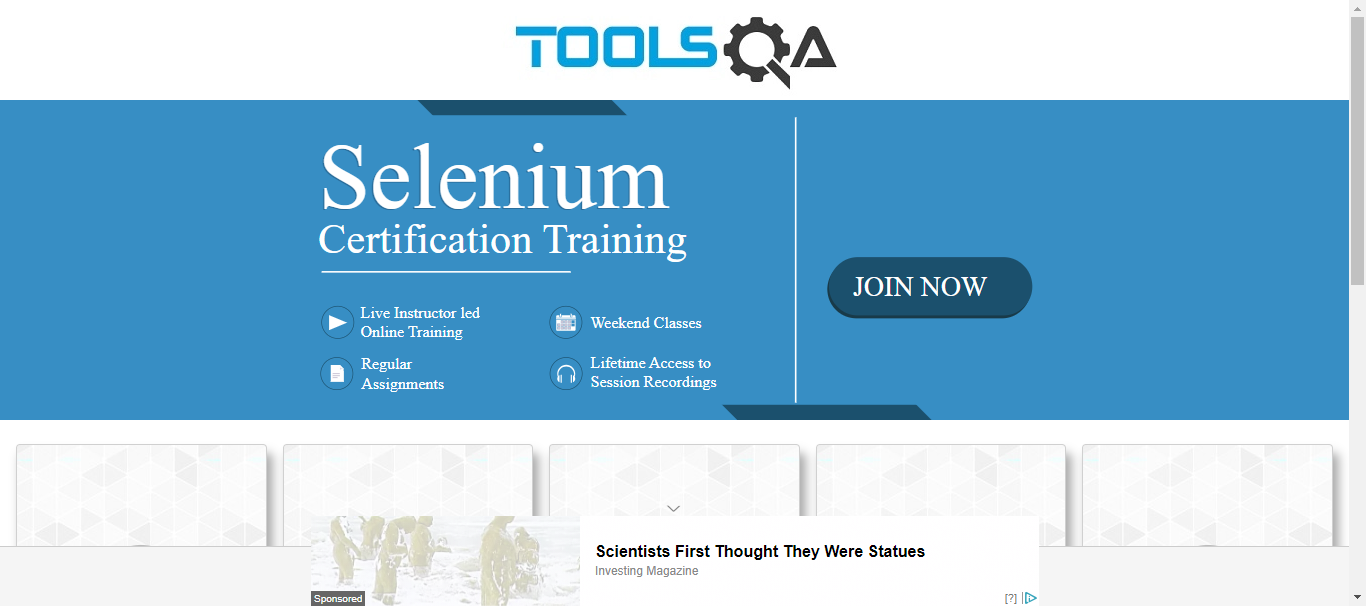 TOOLSQA
Selenium
Certification Training
JOIN NOW
Live Instructor led
Online Training
Weekend Classes
Regular
Assignments
Lifetime Access to
Session Recordings
Scientists First Thought They Were Statues
Investing Magazine
Sponsored
[?]